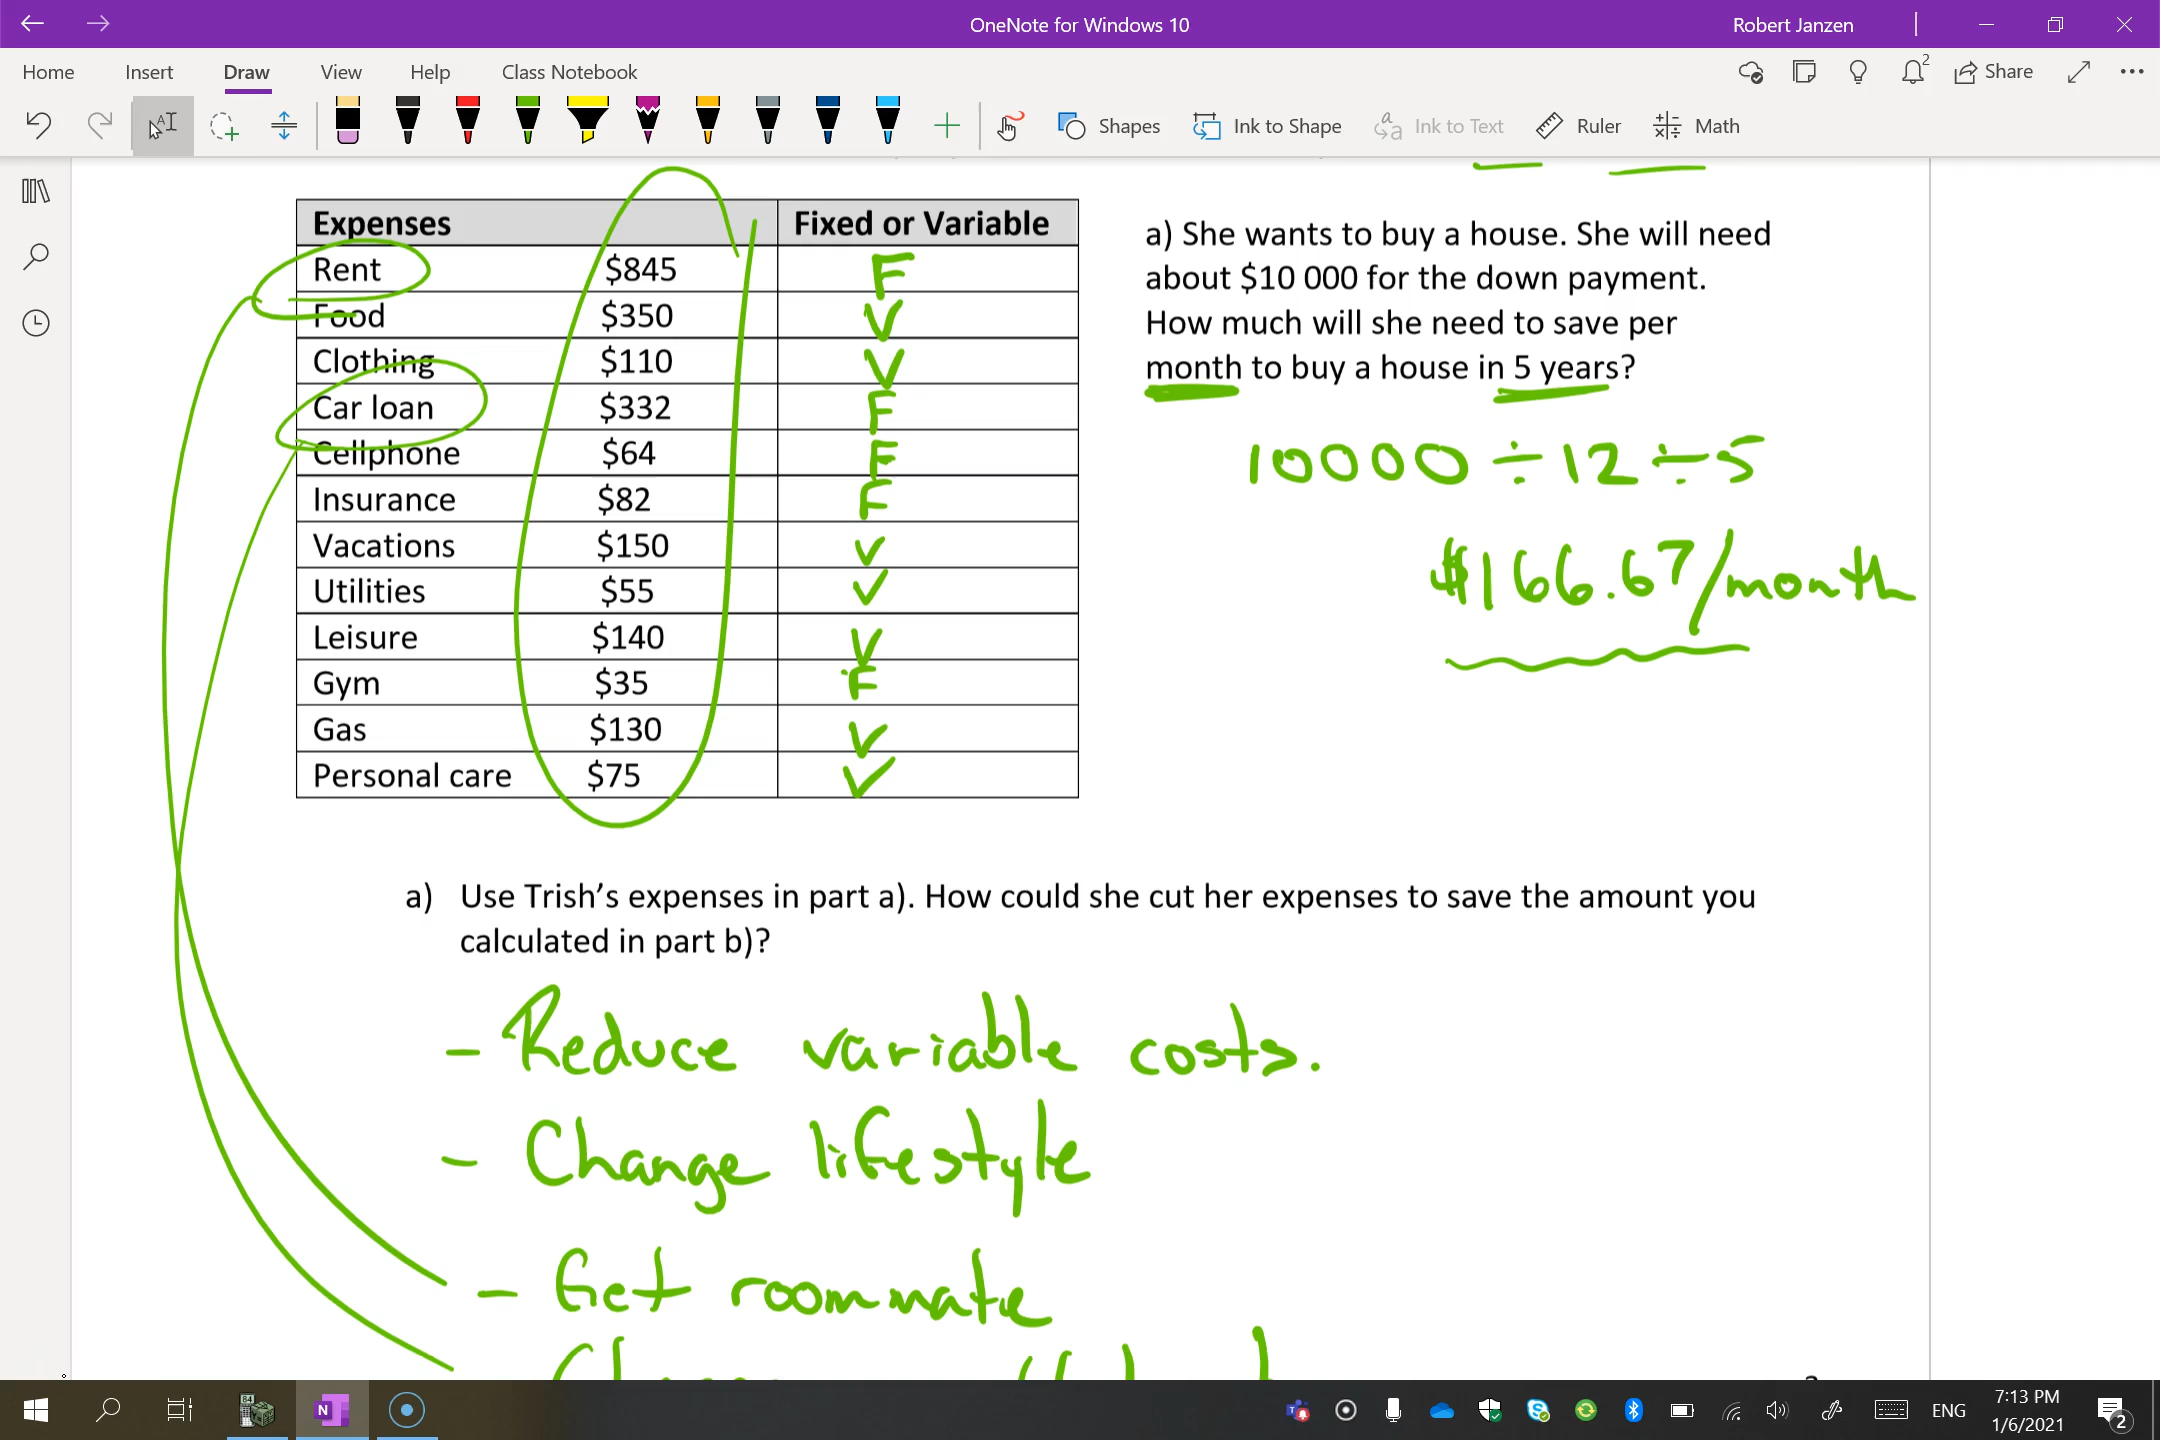 OneNote for Windows 10
Robert Janzen
Home Insert Draw View Help Class Notebook
2
Share
Shapes Ink to Shape Ink to Text Ruler Math
Expenses Fixed or Variable
Rent $845 F
Food $350 V
Clothing $110 V
Car loan $332 F
Cellphone $64 F
Insurance $82 F
Vacations $150 V
Utilities $55 V
Leisure $140 V
Gym $35 F
Gas $130 V
Personal care $75 V
a) She wants to buy a house. She will need
about $10 000 for the down payment.
How much will she need to save per
month to buy a house in 5 years?
10000 ÷ 12 ÷ 5
$166.67/month
a) Use Trish’s expenses in part a). How could she cut her expenses to save the amount you
calculated in part b)?
- Reduce variable costs.
- Change lifestyle
- Get roommate
ENG
7:13 PM
1/6/2021
2